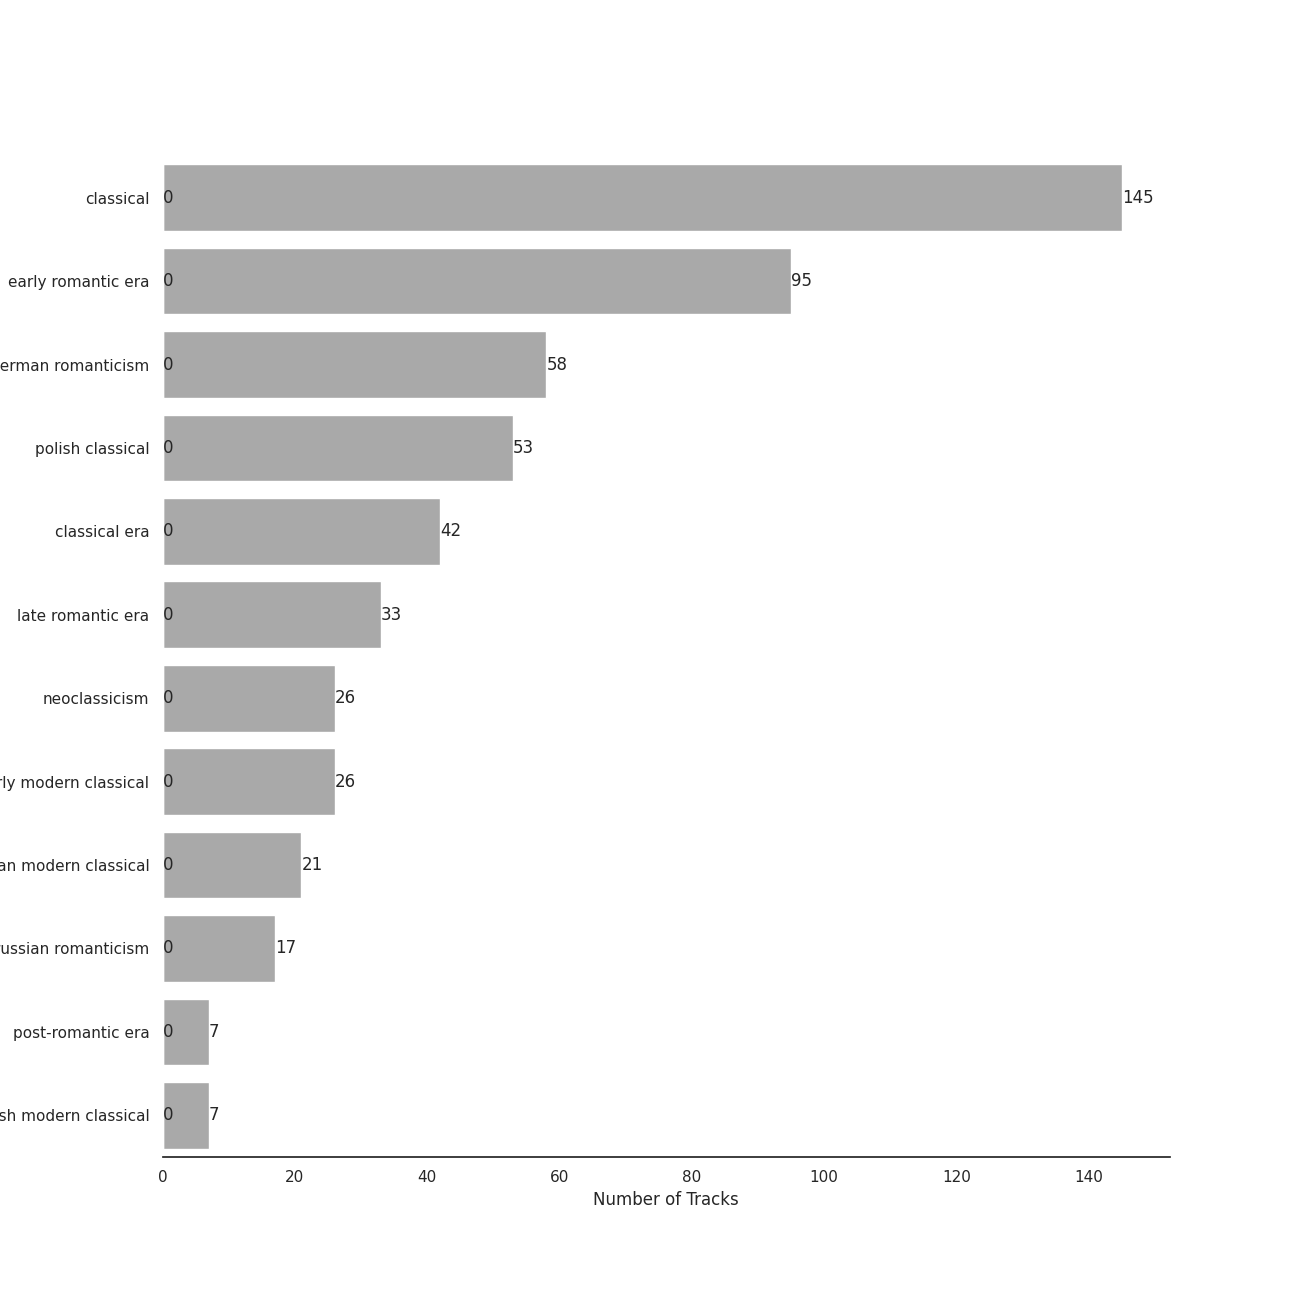 classical 0 145
early romantic era 0 95
erman romanticism 0 58
polish classical 0 53
classical era 0 42
late romantic era 0 33
neoclassicism 0 26
rly modern classical 0 26
an modern classical 0 21
russian romanticism 0 17
post-romantic era 0 7
sh modern classical 0 7
0 20 40 60 80 100 120 140
Number of Tracks